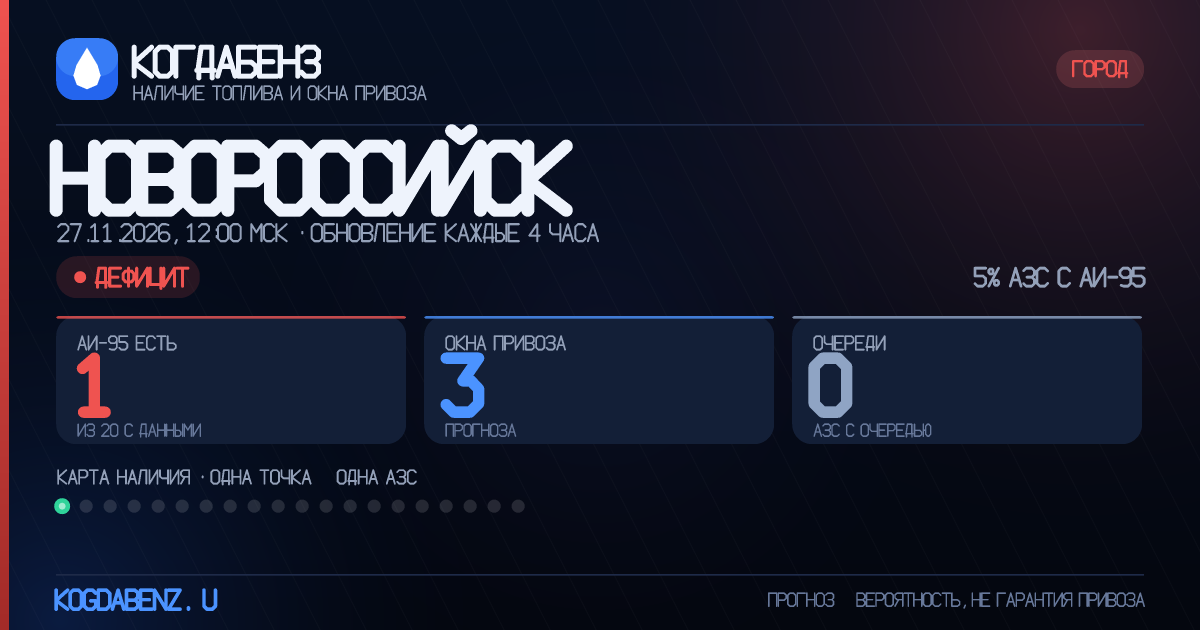 КОГДАБЕНЗ
НАЛИЧИЕ ТОПЛИВА И ОКНА ПРИВОЗА
ГОРОД
НОВОРОССИЙСК
27.11.2026, 12:00 МСК · ОБНОВЛЕНИЕ КАЖДЫЕ 4 ЧАСА
ДЕФИЦИТ
5% АЗС С АИ-95
АИ-95 ЕСТЬ
1
ИЗ 20 С ДАННЫМИ
ОКНА ПРИВОЗА
3
ПРОГНОЗА
ОЧЕРЕДИ
0
АЗС С ОЧЕРЕДЬЮ
КАРТА НАЛИЧИЯ · ОДНА ТОЧКА ОДНА АЗС
KOGDABENZ. U
ПРОГНОЗ ВЕРОЯТНОСТЬ, НЕ ГАРАНТИЯ ПРИВОЗА